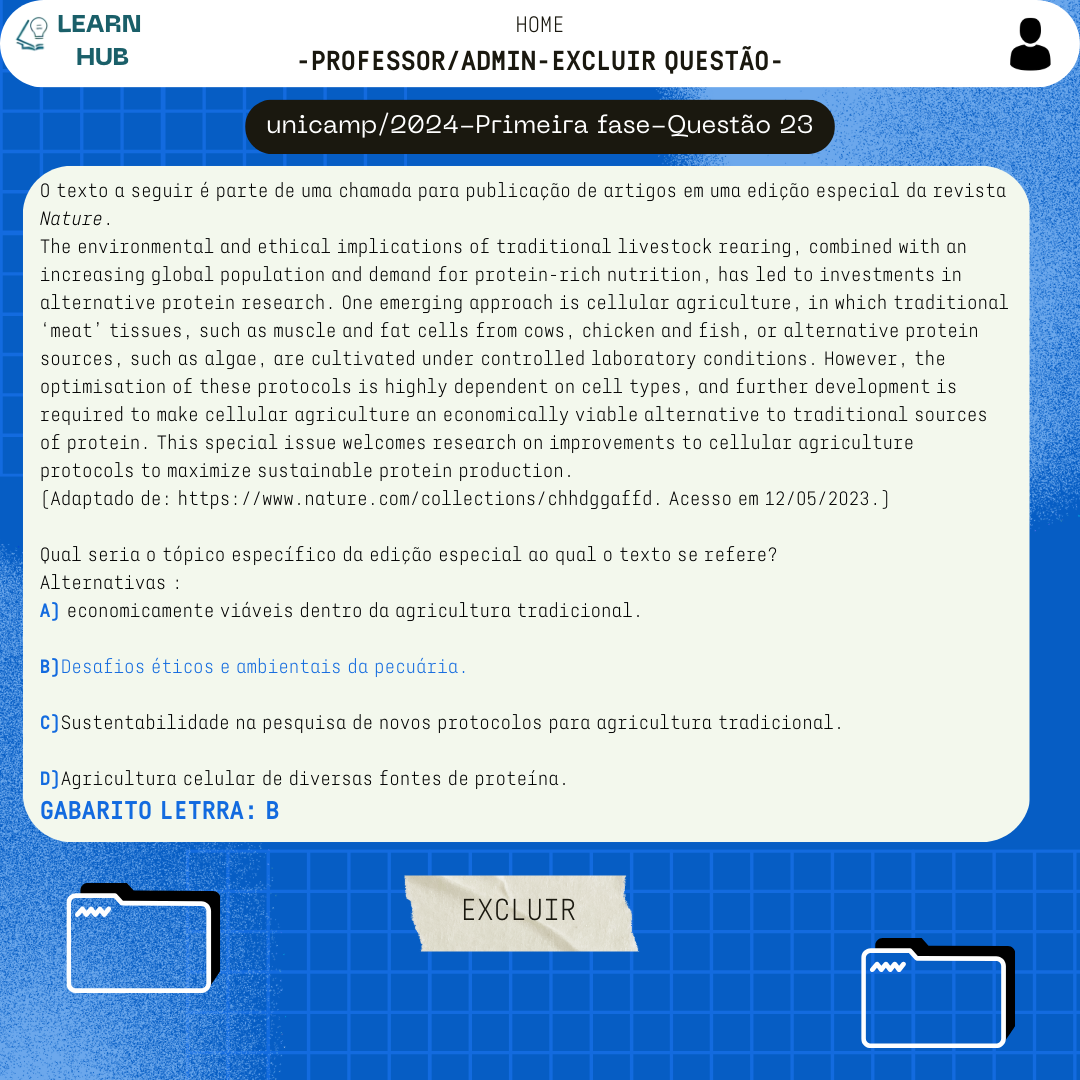 LEARN
HUB
HOME
-PROFESSOR/ADMIN-EXCLUIR QUESTÃO-
unicamp/2024-Primeira fase-Questão 23
O texto a seguir é parte de uma chamada para publicação de artigos em uma edição especial da revista
Nature.
The environmental and ethical implications of traditional livestock rearing, combined with an
increasing global population and demand for protein-rich nutrition, has led to investments in
alternative protein research. One emerging approach is cellular agriculture, in which traditional
‘meat’ tissues, such as muscle and fat cells from cows, chicken and fish, or alternative protein
sources, such as algae, are cultivated under controlled laboratory conditions. However, the
optimisation of these protocols is highly dependent on cell types, and further development is
required to make cellular agriculture an economically viable alternative to traditional sources
of protein. This special issue welcomes research on improvements to cellular agriculture
protocols to maximize sustainable protein production.
(Adaptado de: https://www.nature.com/collections/chhdggaffd. Acesso em 12/05/2023.)
Qual seria o tópico específico da edição especial ao qual o texto se refere?
Alternativas :
A) economicamente viáveis dentro da agricultura tradicional.
B)Desafios éticos e ambientais da pecuária.
C)Sustentabilidade na pesquisa de novos protocolos para agricultura tradicional.
D)Agricultura celular de diversas fontes de proteína.
GABARITO LETRRA: B
EXCLUIR